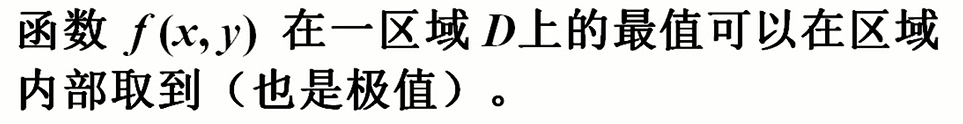 函数 f (x, y) 在一区域 D上的最值可以在区域
内部取到（也是极值）。